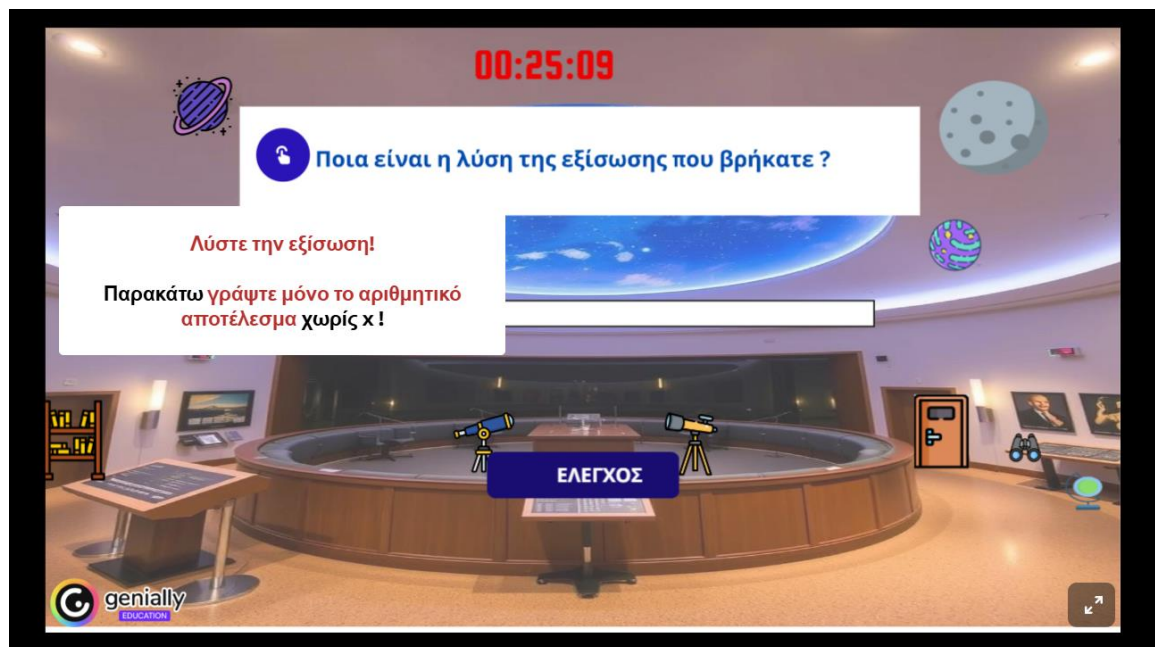 00:25:09
Ποια είναι η λύση της εξίσωσης που βρήκατε ?
Λύστε την εξίσωση!
Παρακάτω γράψτε μόνο το αριθμητικό
αποτέλεσμα χωρίς x !
ΕΛΕΓΧΟΣ
genially
EDUCATION